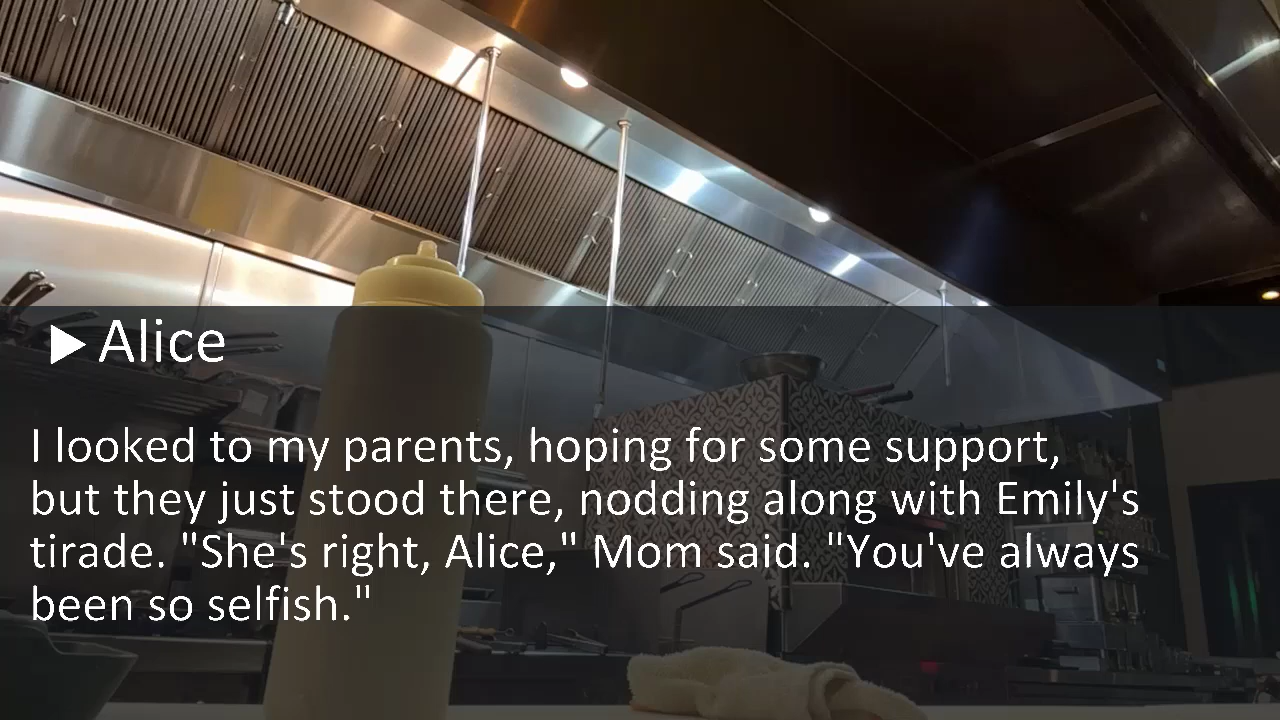 ▶Alice
I looked to my parents, hoping for some support,
but they just stood there, nodding along with Emily's
tirade. "She's right, Alice," Mom said. "You've always
been so selfish."